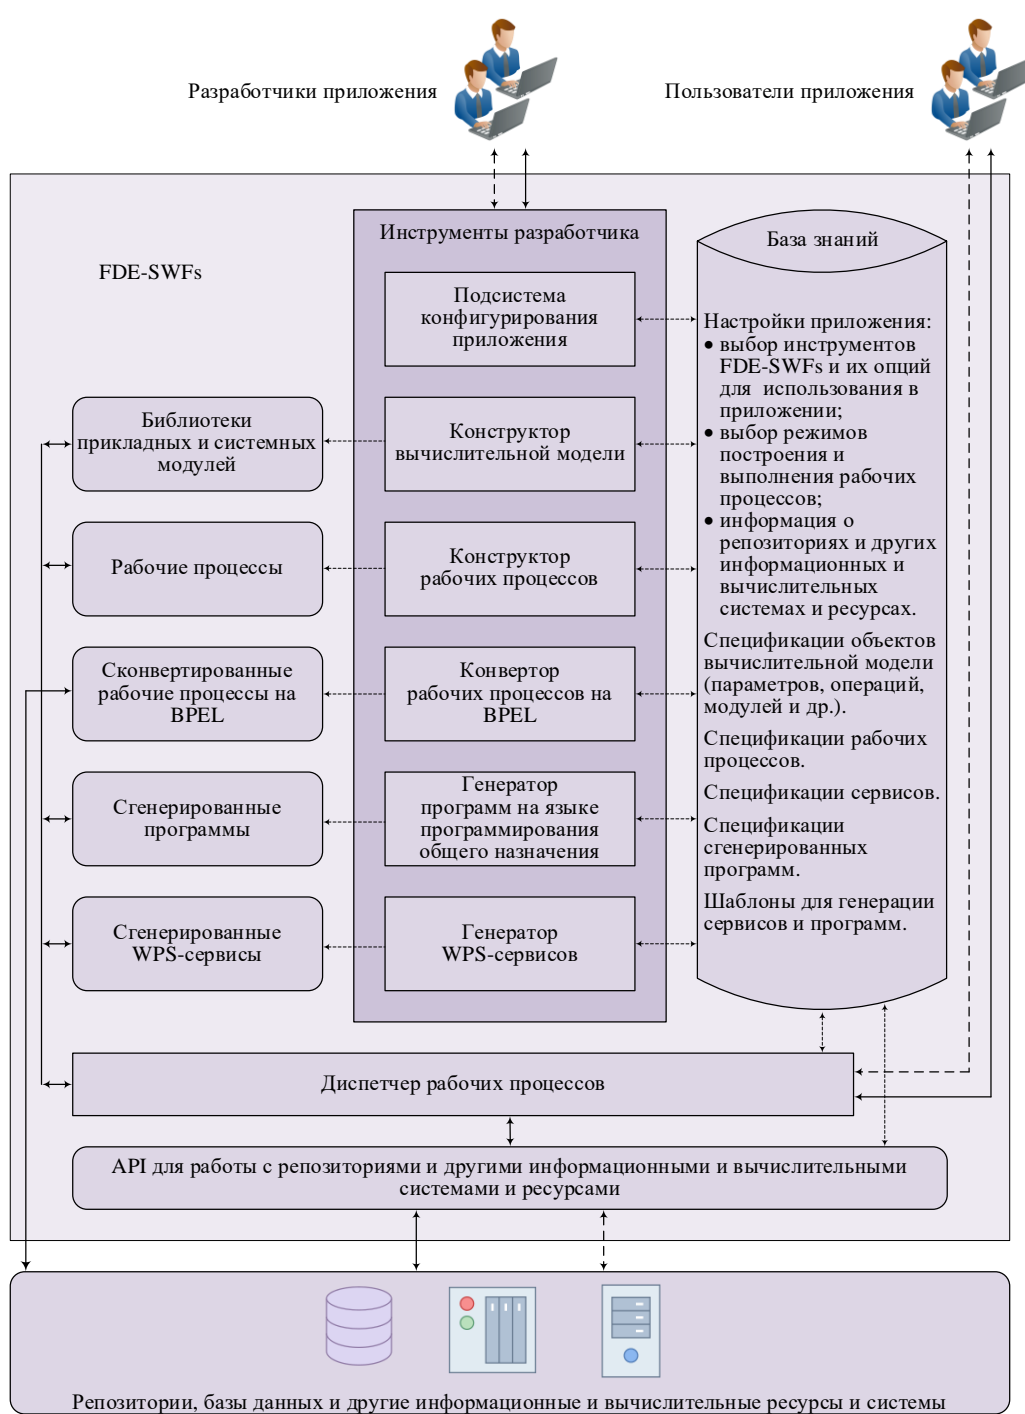 Разработчики приложения
Пользователи приложения
FDE-SWFs
Инструменты разработчика
Подсистема
конфигурирования
приложения
Конструктор
вычислительной модели
Конструктор
рабочих процессов
Конвертор
рабочих процессов на
BPEL
Генератор
программ на языке
программирования
общего назначения
Генератор
WPS-сервисов
Библиотеки
прикладных и системных
модулей
Рабочие процессы
Сконвертированные
рабочие процессы на
BPEL
Сгенерированные
программы
Сгенерированные
WPS-сервисы
База знаний
Настройки приложения:
• выбор инструментов
FDE-SWFs и их опций
для использования в
приложении;
• выбор режимов
построения и
выполнения рабочих
процессов;
• информация о
репозиториях и других
информационных и
вычислительных
системах и ресурсах.
Спецификации объектов
вычислительной модели
(параметров, операций,
модулей и др.).
Спецификации рабочих
процессов.
Спецификации сервисов.
Спецификации
сгенерированных
программ.
Шаблоны для генерации
сервисов и программ.
Диспетчер рабочих процессов
API для работы с репозиториями и другими информационными и вычислительными
системами и ресурсами
Репозитории, базы данных и другие информационные и вычислительные ресурсы и системы